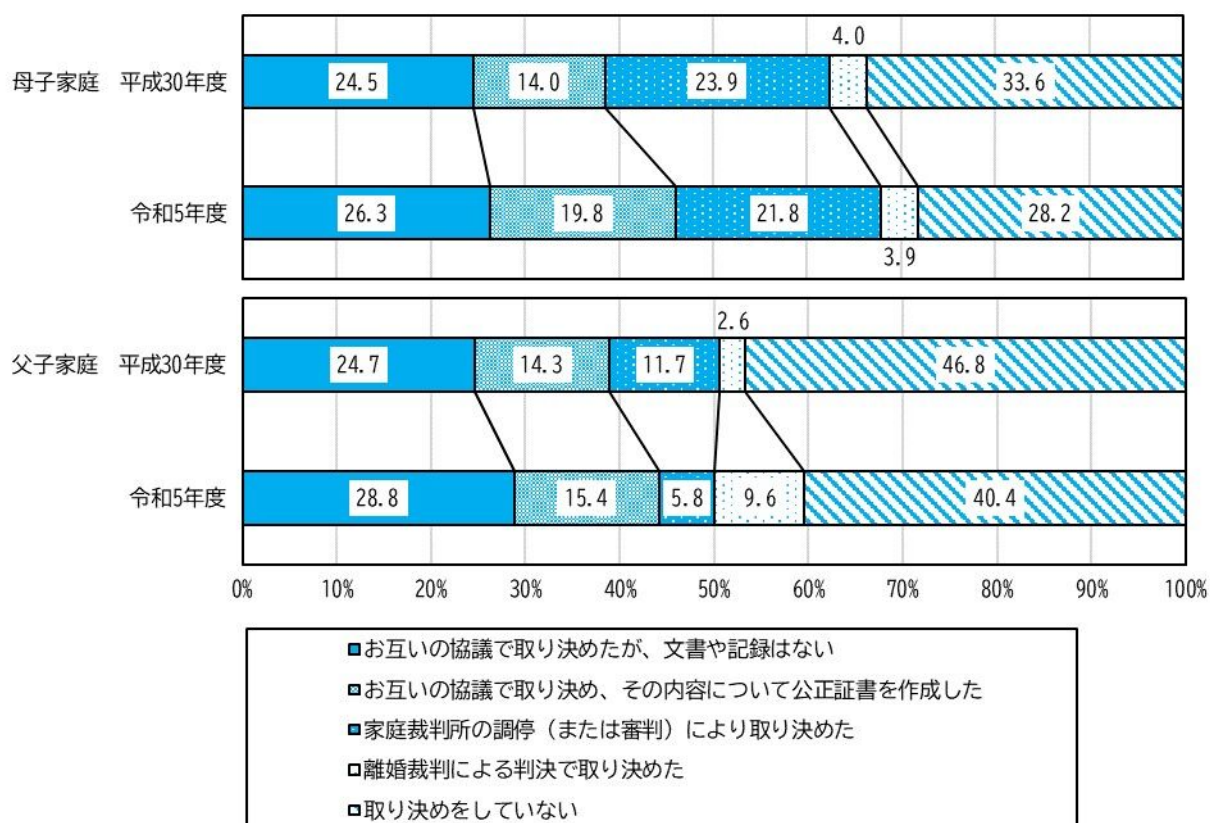 4.0
母子家庭 平成30年度 24.5 14.0 23.9 33.6
令和5年度 26.3 19.8 21.8 28.2
3.9
2.6
父子家庭 平成30年度 24.7 14.3 11.7 46.8
令和5年度 28.8 15.4 5.8 9.6 40.4
0% 10% 20% 30% 40% 50% 60% 70% 80% 90% 100%
お互いの協議で取り決めたが、文書や記録はない
お互いの協議で取り決め、その内容について公正証書を作成した
家庭裁判所の調停（または審判）により取り決めた
離婚裁判による判決で取り決めた
取り決めをしていない